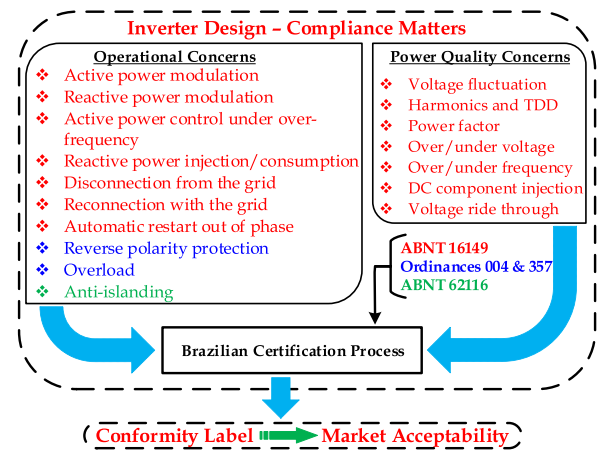 Inverter Design – Compliance Matters
Operational Concerns
❖ Active power modulation
❖ Reactive power modulation
❖ Active power control under over-
frequency
❖ Reactive power injection/consumption
❖ Disconnection from the grid
❖ Reconnection with the grid
❖ Automatic restart out of phase
❖ Reverse polarity protection
❖ Overload
❖ Anti-islanding
Power Quality Concerns
❖ Voltage fluctuation
❖ Harmonics and TDD
❖ Power factor
❖ Over/under voltage
❖ Over/under frequency
❖ DC component injection
❖ Voltage ride through
ABNT 16149
Ordinances 004 & 357
ABNT 62116
Brazilian Certification Process
Conformity Label Market Acceptability